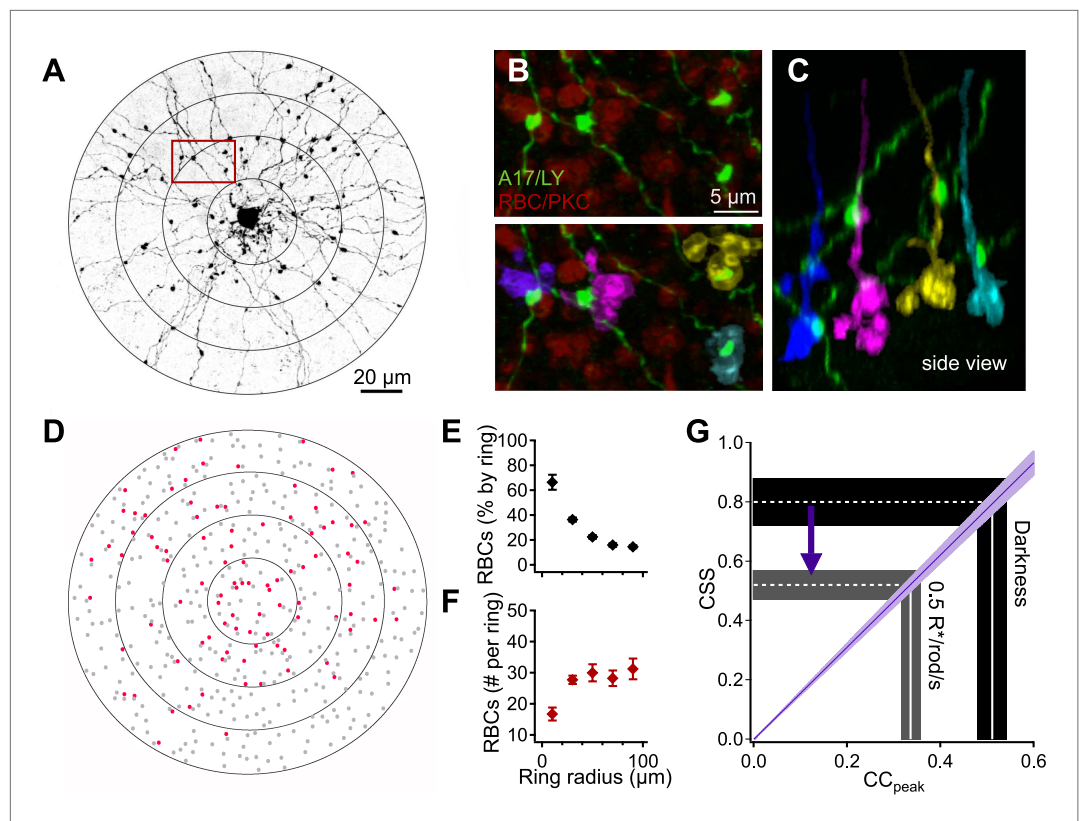 A
20 µm
B
A17/LY
RBC/PKC
5 µm
C
side view
D
E
100
80
60
40
20
0
RBCs (% by ring)
F
50
40
30
20
10
RBCs (# per ring)
0
100
Ring radius (µm)
G
1.0
0.8
0.6
0.4
0.2
0.0
CSS
Darkness
0.5 R*/rod/s
0.0
0.2
0.4
0.6
CCpeak